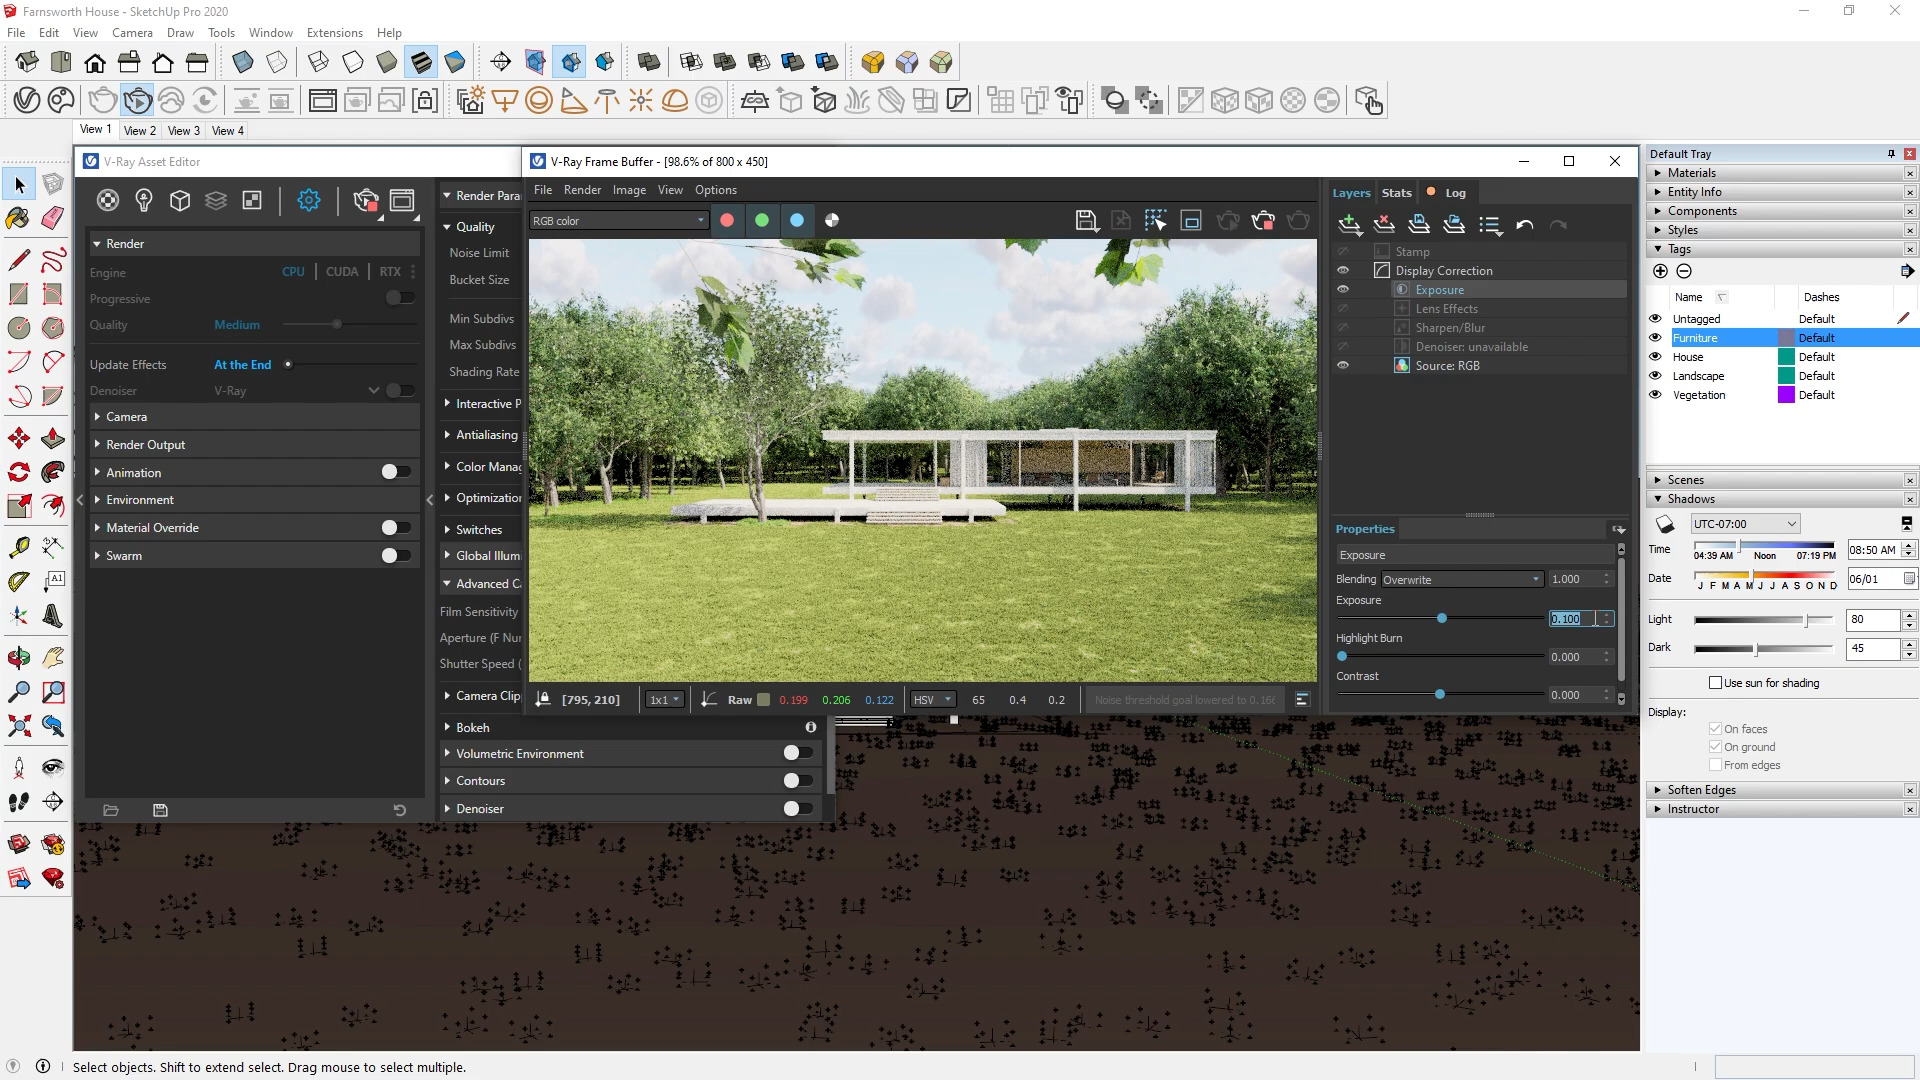 Farnsworth House - SketchUp Pro 2020
File Edit View Camera Draw Tools Window Extensions Help
View 1 View 2 View 3 View 4
V-Ray Asset Editor
Render
Engine CPU CUDA RTX
Progressive
Quality Medium
Update Effects At the End
Denoiser V-Ray
Camera
Render Output
Animation
Environment
Material Override
Swarm
Render Para
Quality
Noise Limit
Bucket Size
Min Subdivs
Max Subdivs
Shading Rate
Interactive P
Antialiasing
Color Manag
Optimization
Switches
Global Illum
Advanced Ca
Film Sensitivity
Aperture (F Nu
Shutter Speed (
Camera Clip
Bokeh
Volumetric Environment
Contours
Denoiser
V-Ray Frame Buffer - [98.6% of 800 x 450]
File Render Image View Options
RGB color
[795, 210] 1x1 Raw 0.199 0.206 0.122 HSV 65 0.4 0.2 Noise threshold goal lowered to 0.166
Layers Stats Log
Stamp
Display Correction
Exposure
Lens Effects
Sharpen/Blur
Denoiser: unavailable
Source: RGB
Properties
Exposure
Blending Overwrite 1.000
Exposure
0.100
Highlight Burn
0.000
Contrast
0.000
Default Tray
Materials
Entity Info
Components
Styles
Tags
Name Dashes
Untagged Default
Furniture Default
House Default
Landscape Default
Vegetation Default
Scenes
Shadows
UTC-07:00
Time 04:39 AM Noon 07:19 PM 08:50 AM
Date J F M A M J J A S O N D 06/01
Light 80
Dark 45
Use sun for shading
Display:
On faces
On ground
From edges
Soften Edges
Instructor
A1
Select objects. Shift to extend select. Drag mouse to select multiple.